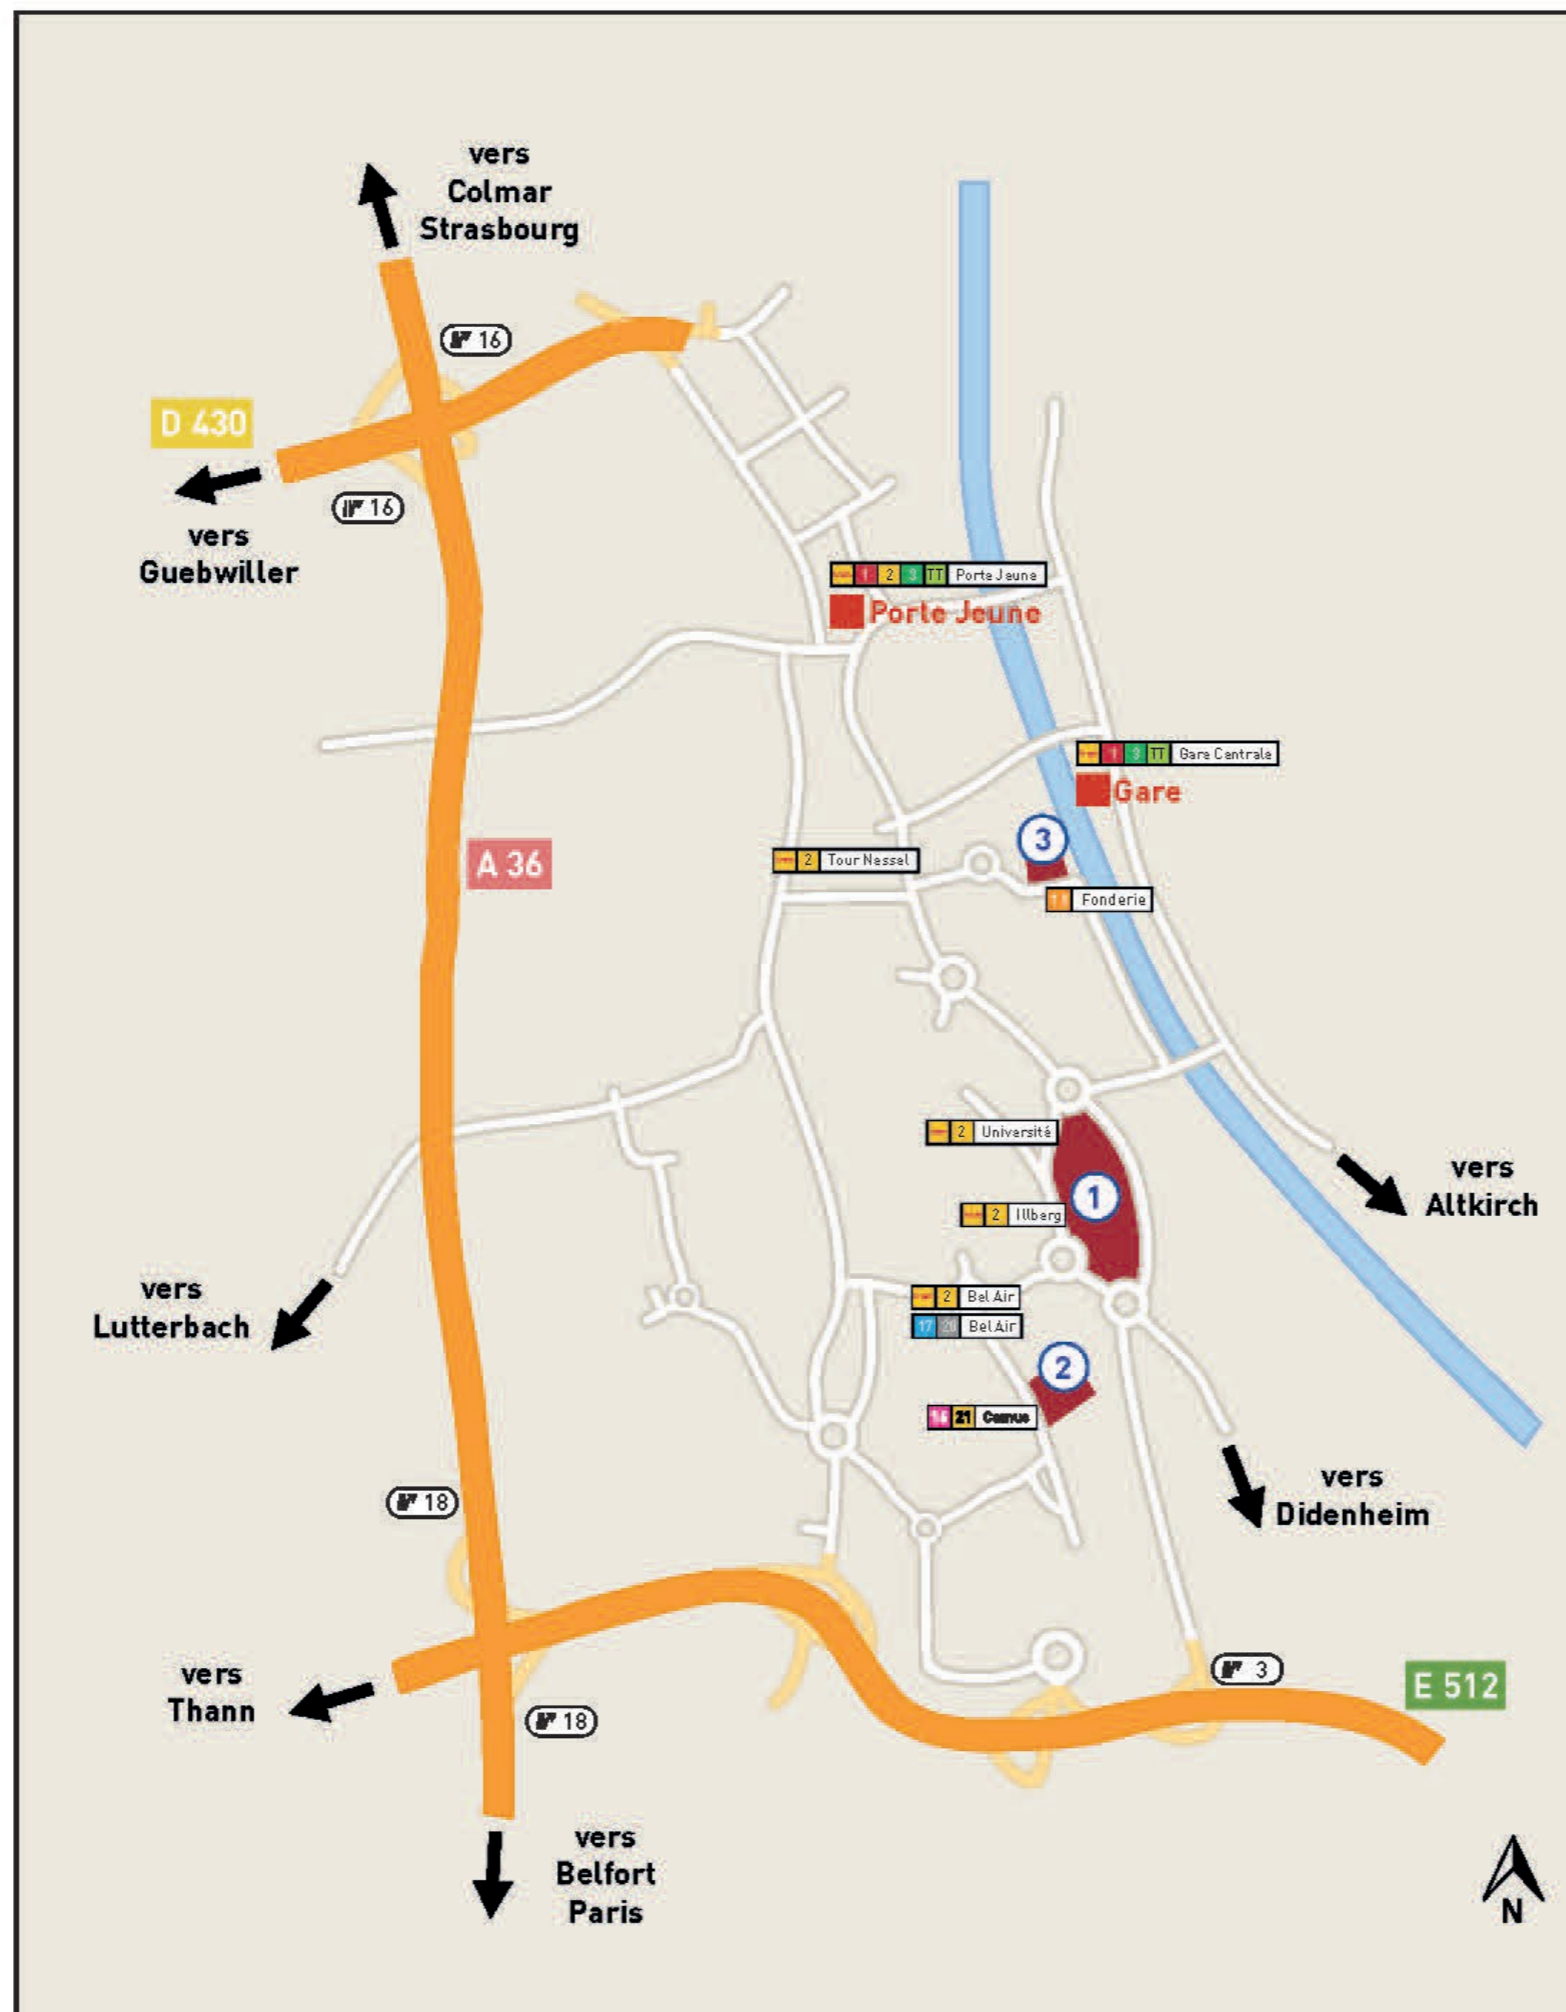 vers
Colmar
Strasbourg
16
D 430
16
vers
Guebwiller
1 2 3 TT Porte Jeune
Porte Jeune
1 3 TT Gare Centrale
Gare
3
A 36
2 Tour Nessel
Fonderie
2 Université
1
vers
Altkirch
2 Illberg
vers
Lutterbach
2 Bel Air
17 20 Bel Air
2
16 21 Camus
18
vers
Didenheim
3
E 512
vers
Thann
18
vers
Belfort
Paris
N